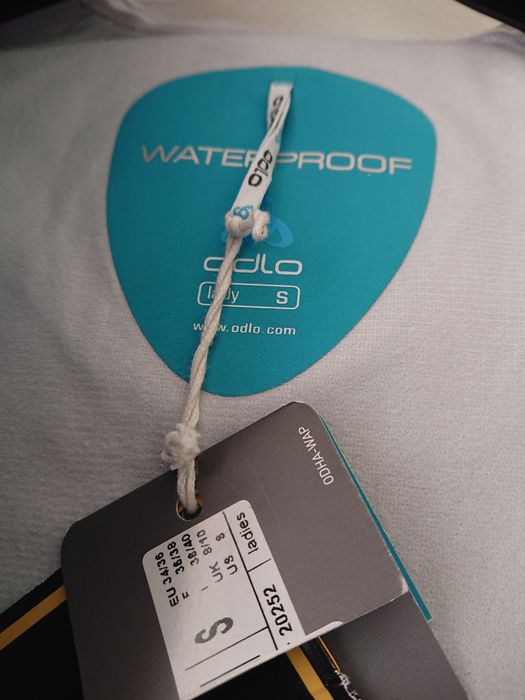 WATERPROOF
odlo
odlo
lady S
www.odlo.com
ODHA-WAP
ladies
US S
UK 8/10
I 38/40
F 36/38
EU 34/36
20252
S